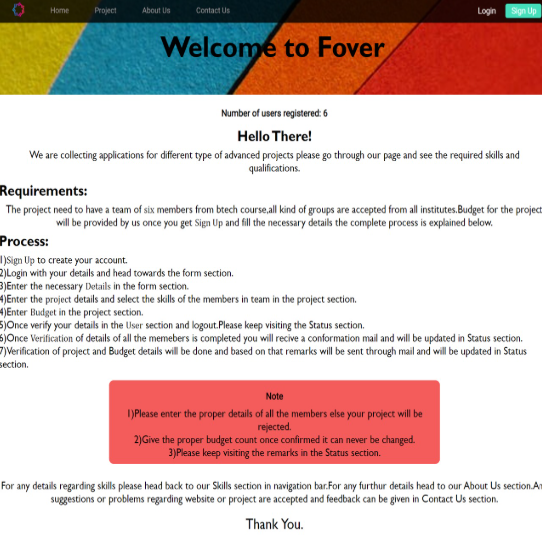 Home Project About Us Contact Us Login Sign Up
Welcome to Fover
Number of users registered: 6
Hello There!
We are collecting applications for different type of advanced projects please go through our page and see the required skills and
qualifications.
Requirements:
The project need to have a team of six members from btech course,all kind of groups are accepted from all institutes.Budget for the project
will be provided by us once you get Sign Up and fill the necessary details the complete process is explained below.
Process:
1)Sign Up to create your account.
2)Login with your details and head towards the form section.
3)Enter the necessary Details in the form section.
4)Enter the project details and select the skills of the members in team in the project section.
4)Enter Budget in the project section.
5)Once verify your details in the User section and logout.Please keep visiting the Status section.
6)Once Verification of details of all the memebers is completed you will recive a conformation mail and will be updated in Status section.
7)Verification of project and Budget details will be done and based on that remarks will be sent through mail and will be updated in Status
section.
Note
1)Please enter the proper details of all the members else your project will be
rejected.
2)Give the proper budget count once confirmed it can never be changed.
3)Please keep visiting the remarks in the Status section.
For any details regarding skills please head back to our Skills section in navigation bar.For any furthur details head to our About Us section.
suggestions or problems regarding website or project are accepted and feedback can be given in Contact Us section.
Thank You.